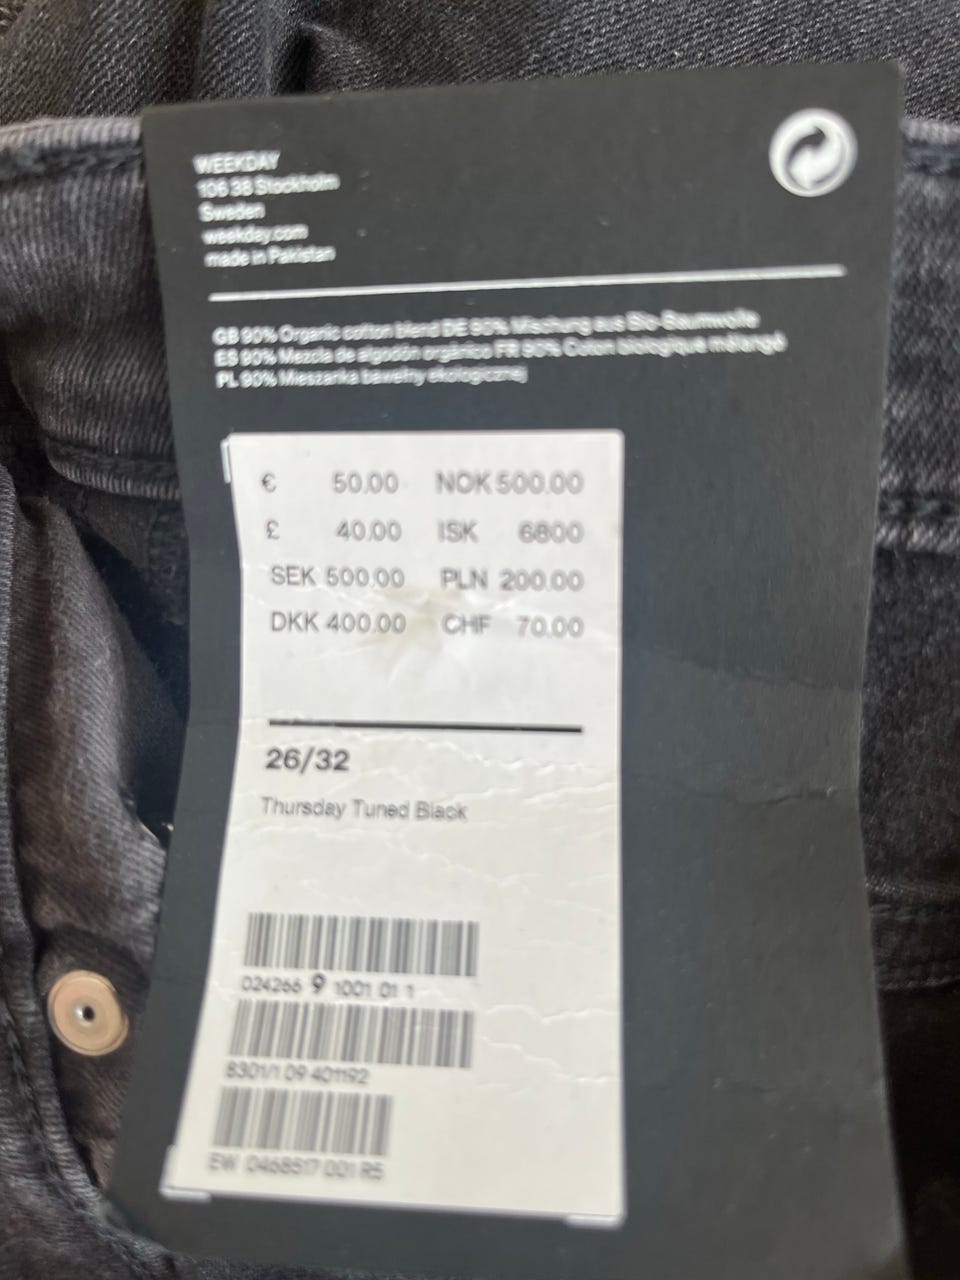 WEEKDAY
106 38 Stockholm
Sweden
weekday.com
made in Pakistan
GB 90% Organic cotton blend DE 90% Mischung aus Bio-Baumwolle
ES 90% Mezcla de algodón orgánico FR 90% Coton biologique mélangé
PL 90% Mieszanka bawełny ekologicznej
€ 50.00 NOK 500.00
£ 40.00 ISK 6800
SEK 500.00 PLN 200.00
DKK 400.00 CHF 70.00
26/32
Thursday Tuned Black
D24266 9 1001 01 1
8301/1 09 401192
EW 0468517 001 R5